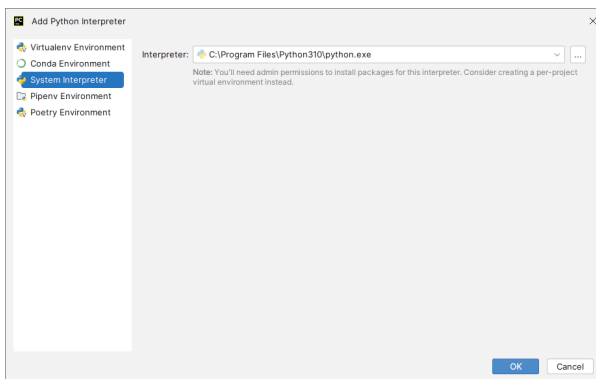 PC Add Python Interpreter
Virtualenv Environment
Conda Environment
System Interpreter
Pipenv Environment
Poetry Environment
Interpreter: C:\Program Files\Python310\python.exe ...
Note: You'll need admin permissions to install packages for this interpreter. Consider creating a per-project
virtual environment instead.
OK Cancel